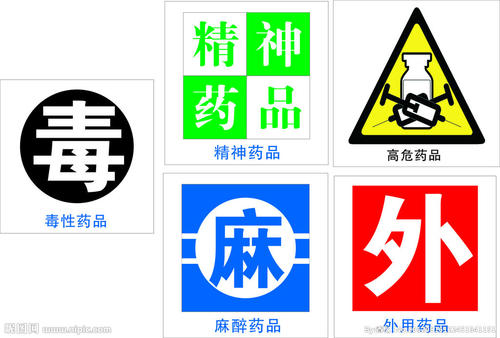 毒
毒性药品
精神
药品
精神药品
高危药品
麻
麻醉药品
外
外用药品
昵图网 www.nipic.com